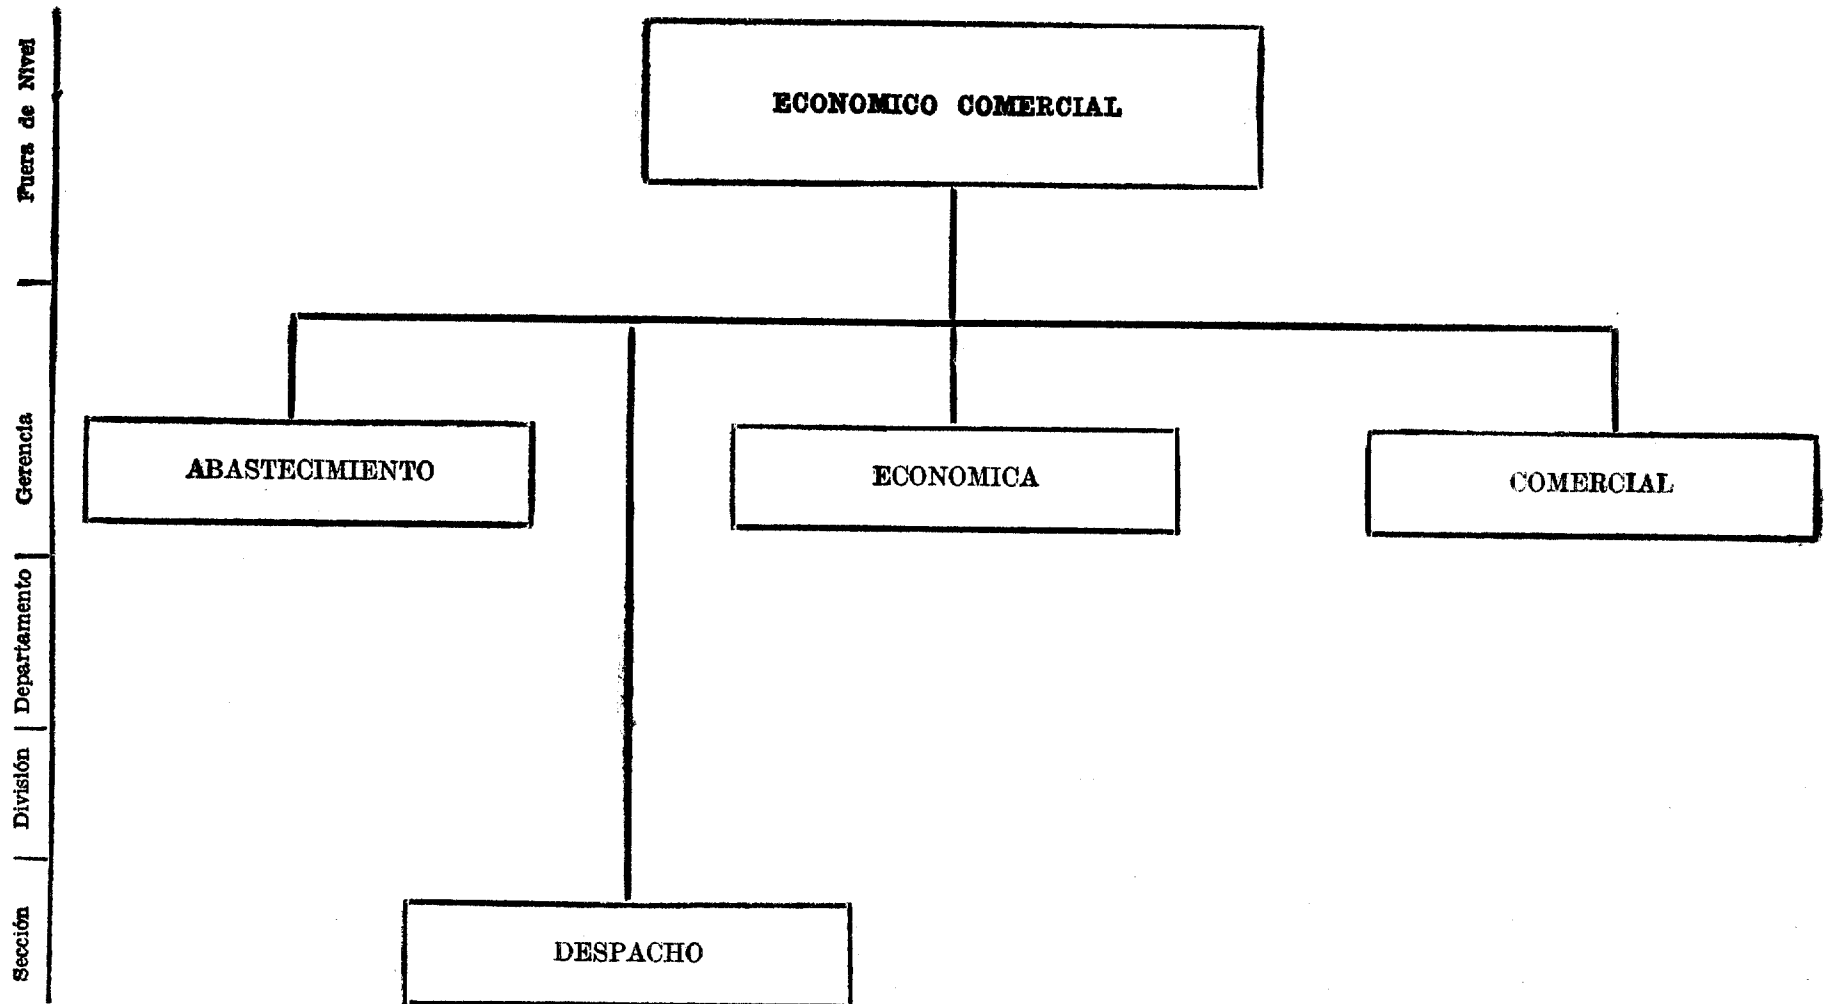 Fuera de Nivel
ECONOMICO COMERCIAL
Gerencia
ABASTECIMIENTO
ECONOMICA
COMERCIAL
Departamento
División
Sección
DESPACHO